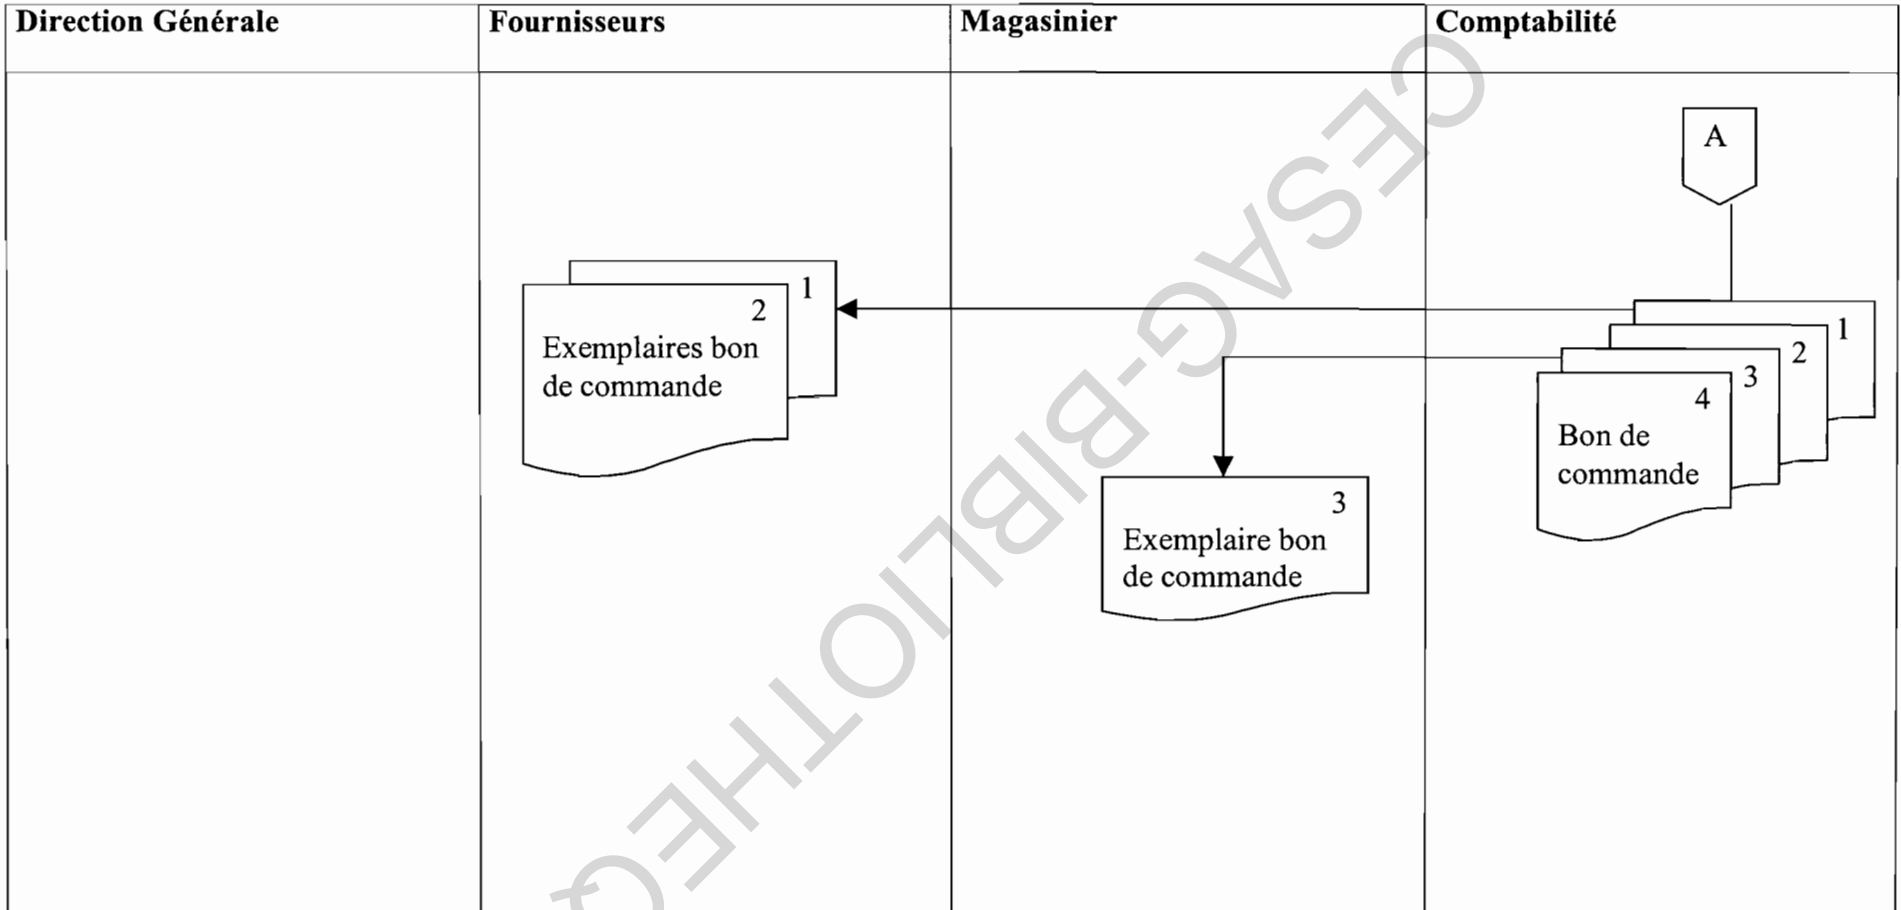 Direction Générale
Fournisseurs
Magasinier
Comptabilité
A
1
2
Exemplaires bon
de commande
1
2
3
4
Bon de
commande
3
Exemplaire bon
de commande
CESAG-BIBLIOTHEQ